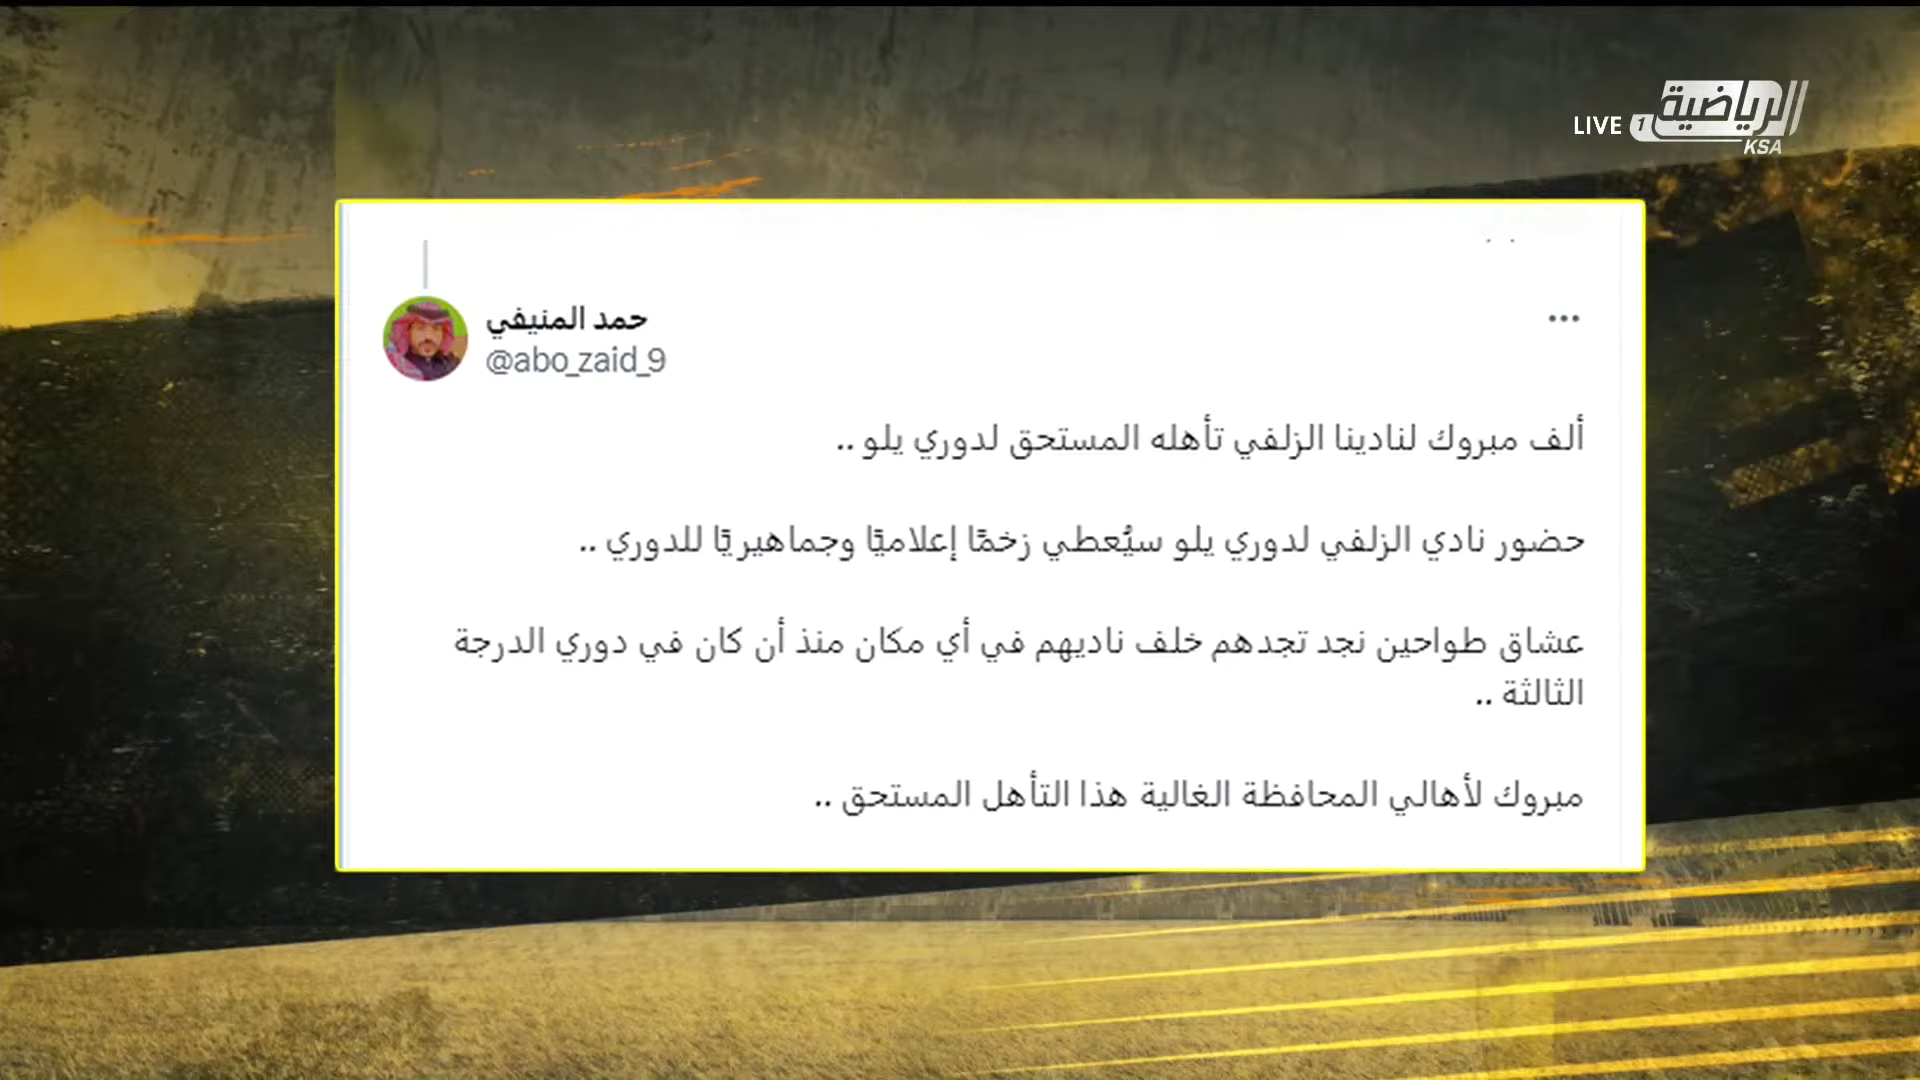 الرياضية
LIVE 1
KSA
حمد المنيفي
@abo_zaid_9
ألف مبروك لنادينا الزلفي تأهله المستحق لدوري يلو ..
حضور نادي الزلفي لدوري يلو سيُعطي زخمًا إعلاميًا وجماهيريًا للدوري ..
عشاق طواحين نجد تجدهم خلف ناديهم في أي مكان منذ أن كان في دوري الدرجة
الثالثة ..
مبروك لأهالي المحافظة الغالية هذا التأهل المستحق ..